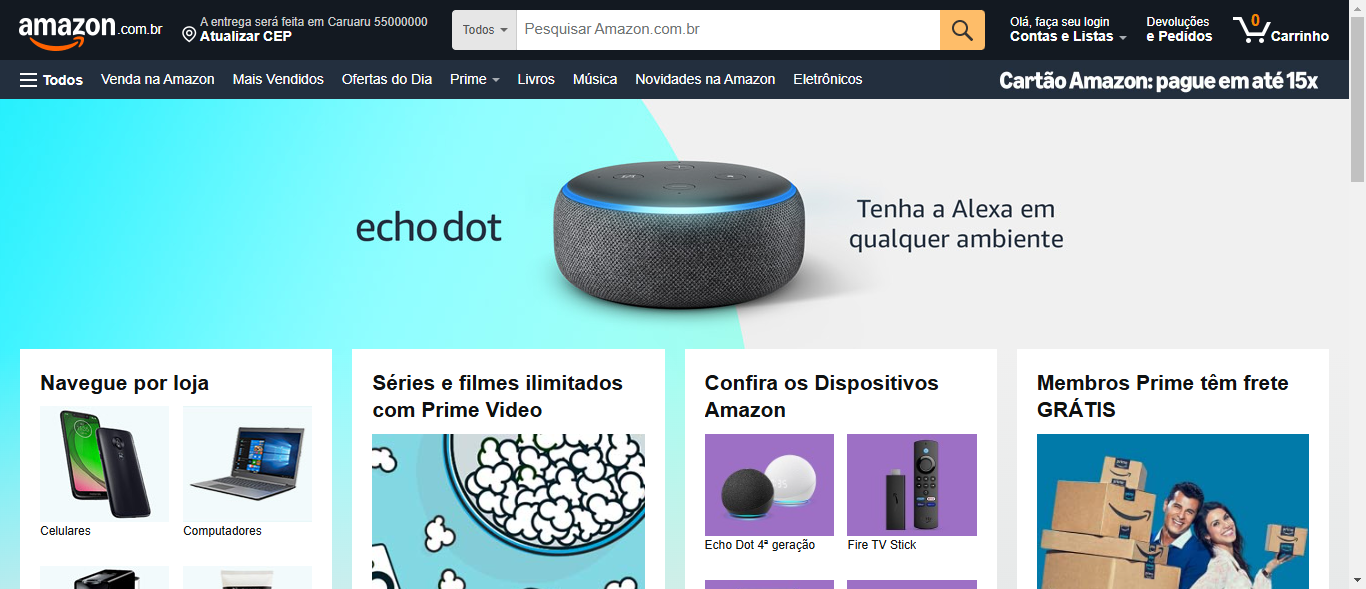 amazon.com.br
A entrega será feita em Caruaru 55000000
Atualizar CEP
Todos
Pesquisar Amazon.com.br
Olá, faça seu login
Contas e Listas
Devoluções
e Pedidos
0
Carrinho
Todos
Venda na Amazon
Mais Vendidos
Ofertas do Dia
Prime
Livros
Música
Novidades na Amazon
Eletrônicos
Cartão Amazon: pague em até 15x
echo dot
Tenha a Alexa em
qualquer ambiente
Navegue por loja
Celulares
Computadores
Séries e filmes ilimitados
com Prime Video
Confira os Dispositivos
Amazon
Echo Dot 4ª geração
Fire TV Stick
Membros Prime têm frete
GRÁTIS